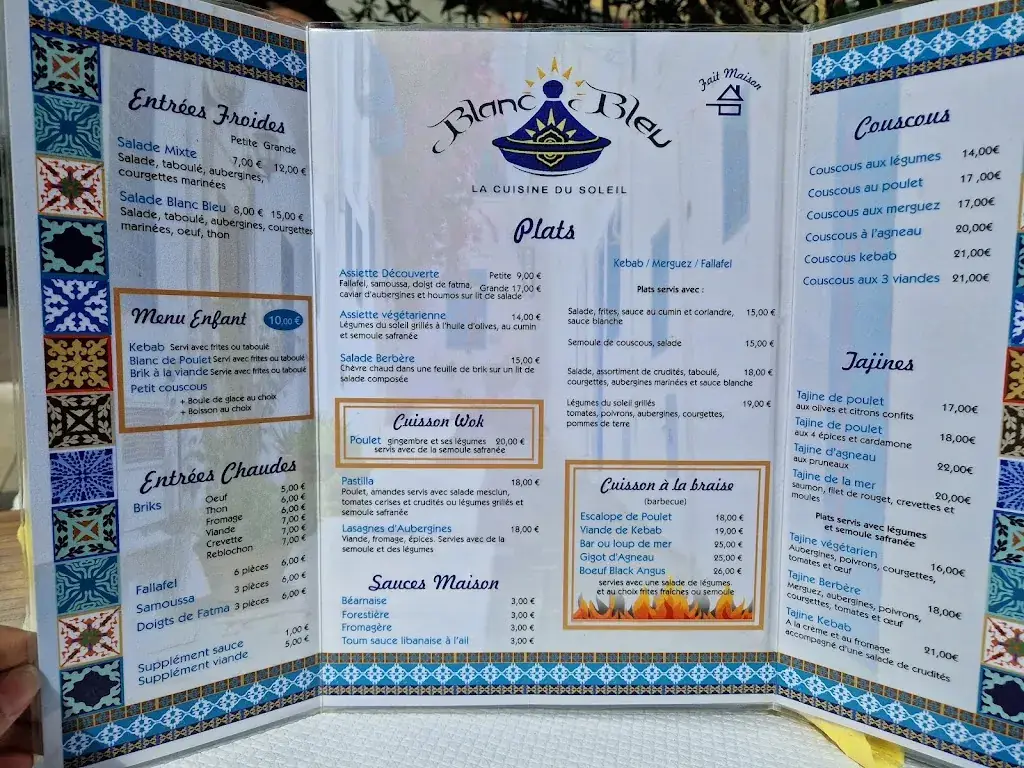 Entrées Froides
Petite Grande
Salade Mixte 7,00 € 12,00 €
Salade, taboulé, aubergines,
courgettes marinées
Salade Blanc Bleu 8,00 € 15,00 €
Salade, taboulé, aubergines, courgettes
marinées, oeuf, thon
Menu Enfant 10,00 €
Kebab Servi avec frites ou taboulé
Blanc de Poulet Servi avec frites ou taboulé
Brik à la viande Servie avec frites ou taboulé
Petit couscous
+ Boule de glace au choix
+ Boisson au choix
Entrées Chaudes
Briks Oeuf 5,00 €
Thon 6,00 €
Fromage 6,00 €
Viande 7,00 €
Crevette 7,00 €
Reblochon 7,00 €
Fallafel 6 pièces 6,00 €
Samoussa 3 pièces 6,00 €
Doigts de Fatma 3 pièces 6,00 €
Supplément sauce 1,00 €
Supplément viande 5,00 €
Blanc & Bleu
LA CUISINE DU SOLEIL
Fait Maison
Plats
Assiette Découverte Petite 9,00 €
Fallafel, samoussa, doigt de fatma, Grande 17,00 €
caviar d'aubergines et houmos sur lit de salade
Assiette végétarienne 14,00 €
Légumes du soleil grillés à l'huile d'olives, au cumin
et semoule safranée
Salade Berbère 15,00 €
Chèvre chaud dans une feuille de brik sur un lit de
salade composée
Cuisson Wok
Poulet gingembre et ses légumes 20,00 €
servis avec de la semoule safranée
Pastilla 18,00 €
Poulet, amandes servis avec salade mesclun,
tomates cerises et crudités ou légumes grillés et
semoule safranée
Lasagnes d'Aubergines 18,00 €
Viande, fromage, épices. Servies avec de la
semoule et des légumes
Sauces Maison
Béarnaise 3,00 €
Forestière 3,00 €
Fromagère 3,00 €
Toum sauce libanaise à l'ail 3,00 €
Kebab / Merguez / Fallafel
Plats servis avec :
Salade, frites, sauce au cumin et coriandre, 15,00 €
sauce blanche
Semoule de couscous, salade 15,00 €
Salade, assortiment de crudités, taboulé, 18,00 €
courgettes, aubergines marinées et sauce blanche
Légumes du soleil grillés 19,00 €
tomates, poivrons, aubergines, courgettes,
pommes de terre
Cuisson à la braise
(barbecue)
Escalope de Poulet 18,00 €
Viande de Kebab 19,00 €
Bar ou loup de mer 25,00 €
Gigot d'Agneau 25,00 €
Boeuf Black Angus 26,00 €
servies avec une salade de légumes
et au choix frites fraîches ou semoule
Couscous
Couscous aux légumes 14,00€
Couscous au poulet 17 ,00€
Couscous aux merguez 17,00€
Couscous à l'agneau 20,00€
Couscous kebab 21,00€
Couscous aux 3 viandes 21,00€
Tajines
Tajine de poulet 17,00€
aux olives et citrons confits
Tajine de poulet 18,00€
aux 4 épices et cardamone
Tajine d'agneau 22,00€
aux pruneaux
Tajine de la mer 20,00€
saumon, filet de rouget, crevettes et
moules
Plats servis avec légumes
et semoule safranée
Tajine végétarien 16,00€
Aubergines, poivrons, courgettes,
tomates et œuf
Tajine Berbère 18,00€
Merguez, aubergines, poivrons,
courgettes, tomates et œuf
Tajine Kebab 21,00€
A la crème et au fromage
accompagné d'une salade de crudités